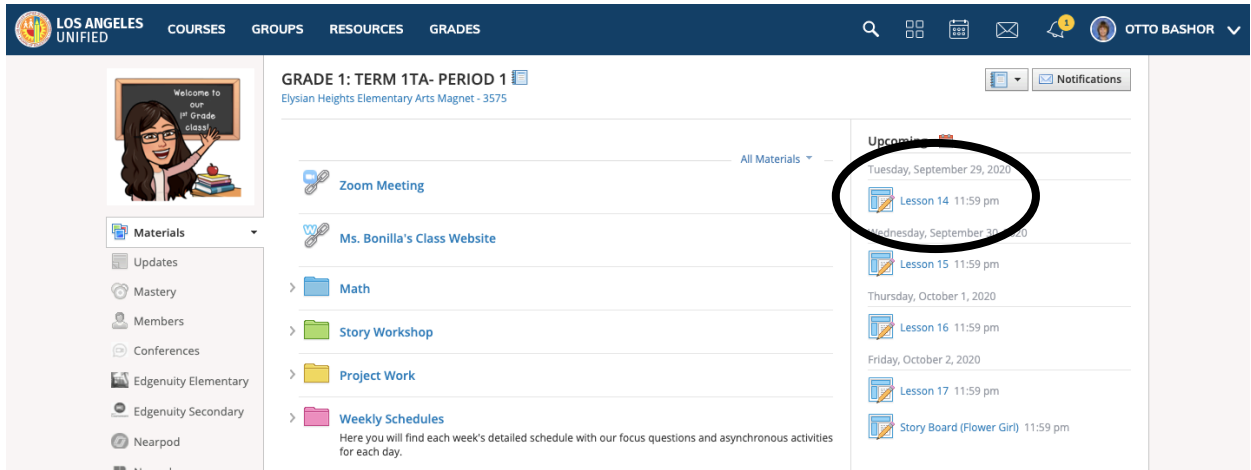 LOS ANGELES
UNIFIED
COURSES
GROUPS
RESOURCES
GRADES
1
OTTO BASHOR
Welcome to
our
1st Grade
class!
Materials
Updates
Mastery
Members
Conferences
Edgenuity Elementary
Edgenuity Secondary
Nearpod
GRADE 1: TERM 1TA- PERIOD 1
Elysian Heights Elementary Arts Magnet - 3575
Notifications
All Materials
Zoom Meeting
Ms. Bonilla's Class Website
Math
Story Workshop
Project Work
Weekly Schedules
Here you will find each week's detailed schedule with our focus questions and asynchronous activities
for each day.
Upcoming
Tuesday, September 29, 2020
Lesson 14 11:59 pm
Wednesday, September 30, 2020
Lesson 15 11:59 pm
Thursday, October 1, 2020
Lesson 16 11:59 pm
Friday, October 2, 2020
Lesson 17 11:59 pm
Story Board (Flower Girl) 11:59 pm